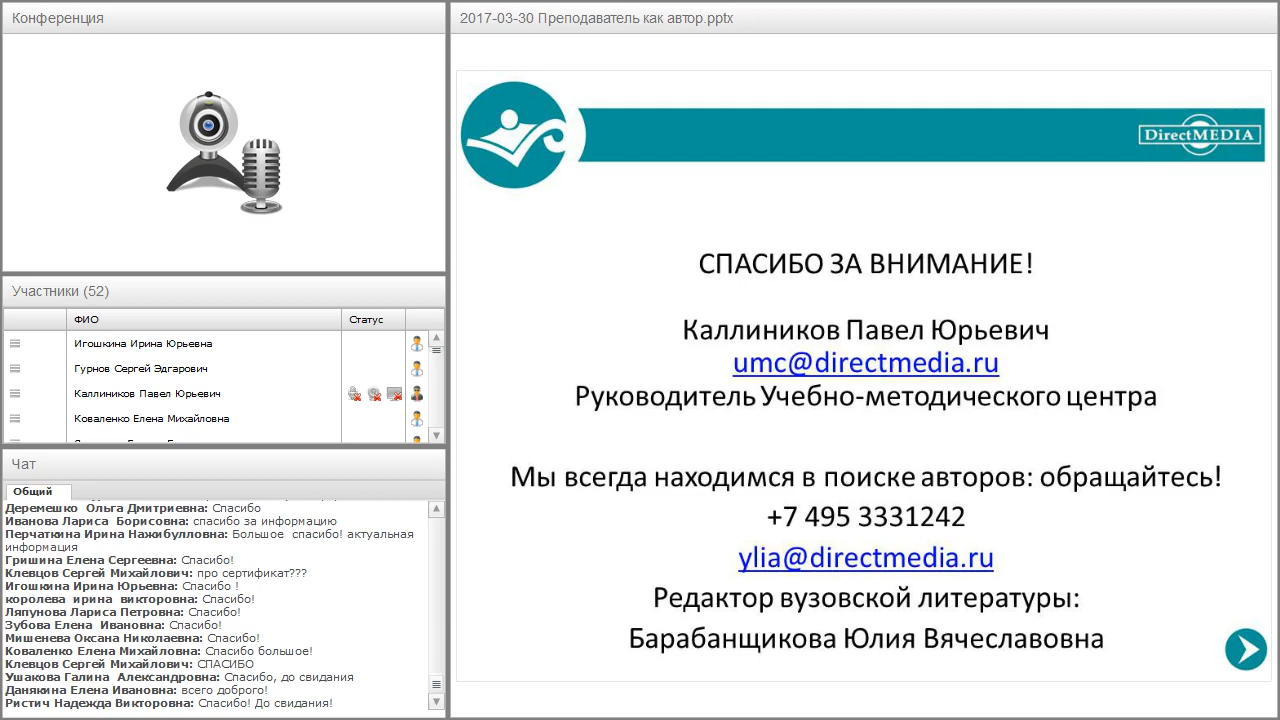 Конференция
Участники (52)
ФИО
Статус
Игошкина Ирина Юрьевна
Гурнов Сергей Эдгарович
Каллиников Павел Юрьевич
Коваленко Елена Михайловна
Чат
Общий
Деремешко Ольга Дмитриевна: Спасибо
Иванова Лариса Борисовна: спасибо за информацию
Перчаткина Ирина Нажибулловна: Большое спасибо! актуальная
информация
Гришина Елена Сергеевна: Спасибо!
Клевцов Сергей Михайлович: про сертификат???
Игошкина Ирина Юрьевна: Спасибо !
королева ирина викторовна: Спасибо!
Ляпунова Лариса Петровна: Спасибо!
Зубова Елена Ивановна: Спасибо!
Мишенева Оксана Николаевна: Спасибо!
Коваленко Елена Михайловна: Спасибо большое!
Клевцов Сергей Михайлович: СПАСИБО
Ушакова Галина Александровна: Спасибо, до свидания
Данякина Елена Ивановна: всего доброго!
Ристич Надежда Викторовна: Спасибо! До свидания!
2017-03-30 Преподаватель как автор.pptx
DirectMEDIA
СПАСИБО ЗА ВНИМАНИЕ!
Каллиников Павел Юрьевич
umc@directmedia.ru
Руководитель Учебно-методического центра
Мы всегда находимся в поиске авторов: обращайтесь!
+7 495 3331242
ylia@directmedia.ru
Редактор вузовской литературы:
Барабанщикова Юлия Вячеславовна